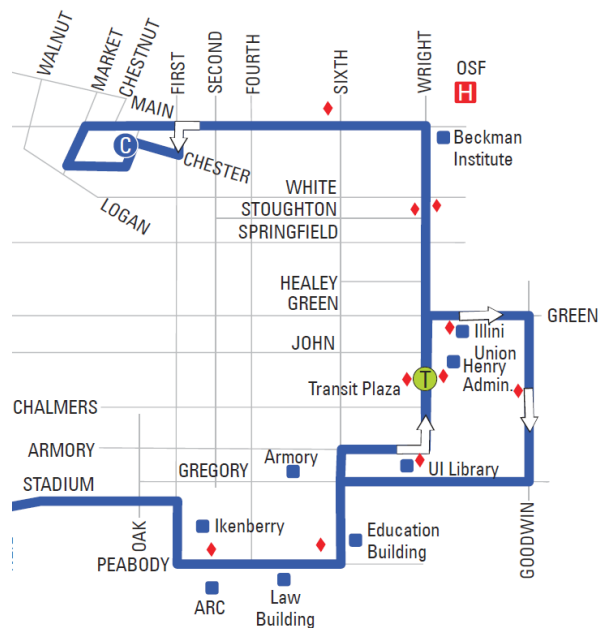 WALNUT
MARKET
CHESTNUT
FIRST
SECOND
FOURTH
SIXTH
WRIGHT
OSF
H
MAIN
C
CHESTER
Beckman
Institute
LOGAN
WHITE
STOUGHTON
SPRINGFIELD
HEALEY
GREEN
GREEN
Illini
Union
JOHN
Henry
Admin.
Transit Plaza
T
CHALMERS
ARMORY
Armory
GREGORY
UI Library
STADIUM
OAK
Ikenberry
Education
Building
GOODWIN
PEABODY
ARC
Law
Building